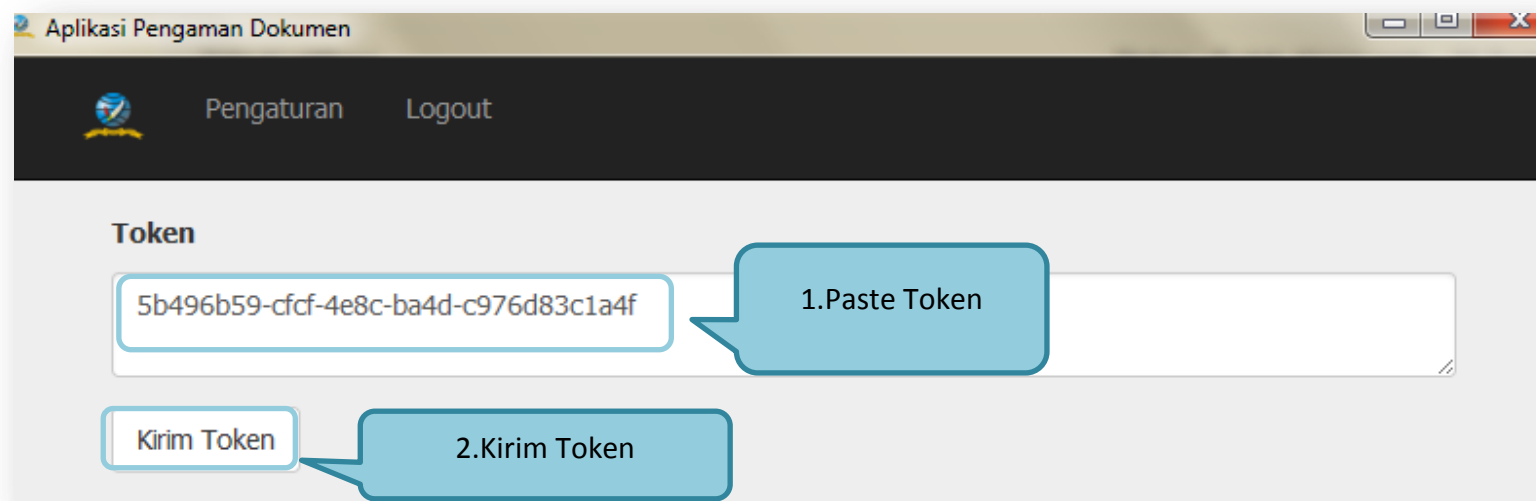 Aplikasi Pengaman Dokumen
Pengaturan Logout
Token
5b496b59-cfcf-4e8c-ba4d-c976d83c1a4f
1.Paste Token
Kirim Token
2.Kirim Token